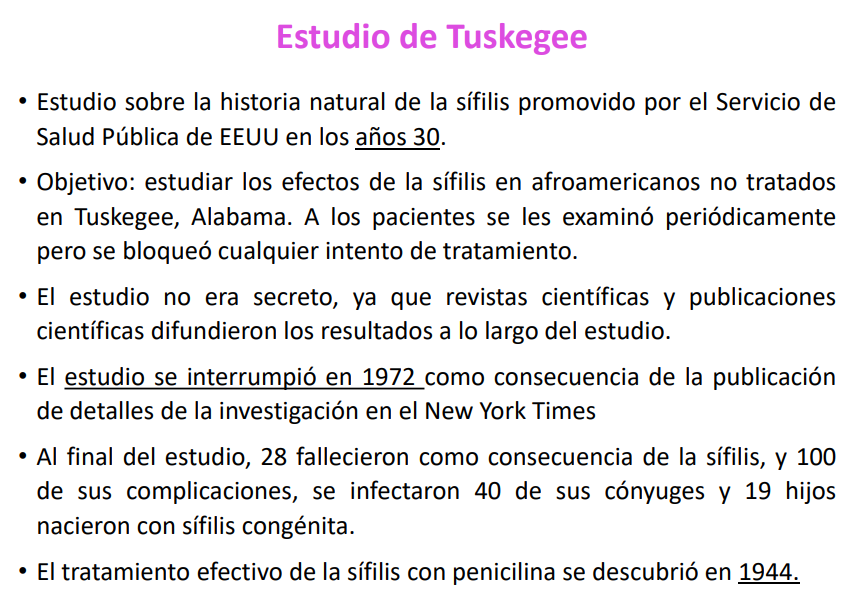 Estudio de Tuskegee
• Estudio sobre la historia natural de la sífilis promovido por el Servicio de
Salud Pública de EEUU en los años 30.
• Objetivo: estudiar los efectos de la sífilis en afroamericanos no tratados
en Tuskegee, Alabama. A los pacientes se les examinó periódicamente
pero se bloqueó cualquier intento de tratamiento.
• El estudio no era secreto, ya que revistas científicas y publicaciones
científicas difundieron los resultados a lo largo del estudio.
• El estudio se interrumpió en 1972 como consecuencia de la publicación
de detalles de la investigación en el New York Times
• Al final del estudio, 28 fallecieron como consecuencia de la sífilis, y 100
de sus complicaciones, se infectaron 40 de sus cónyuges y 19 hijos
nacieron con sífilis congénita.
• El tratamiento efectivo de la sífilis con penicilina se descubrió en 1944.